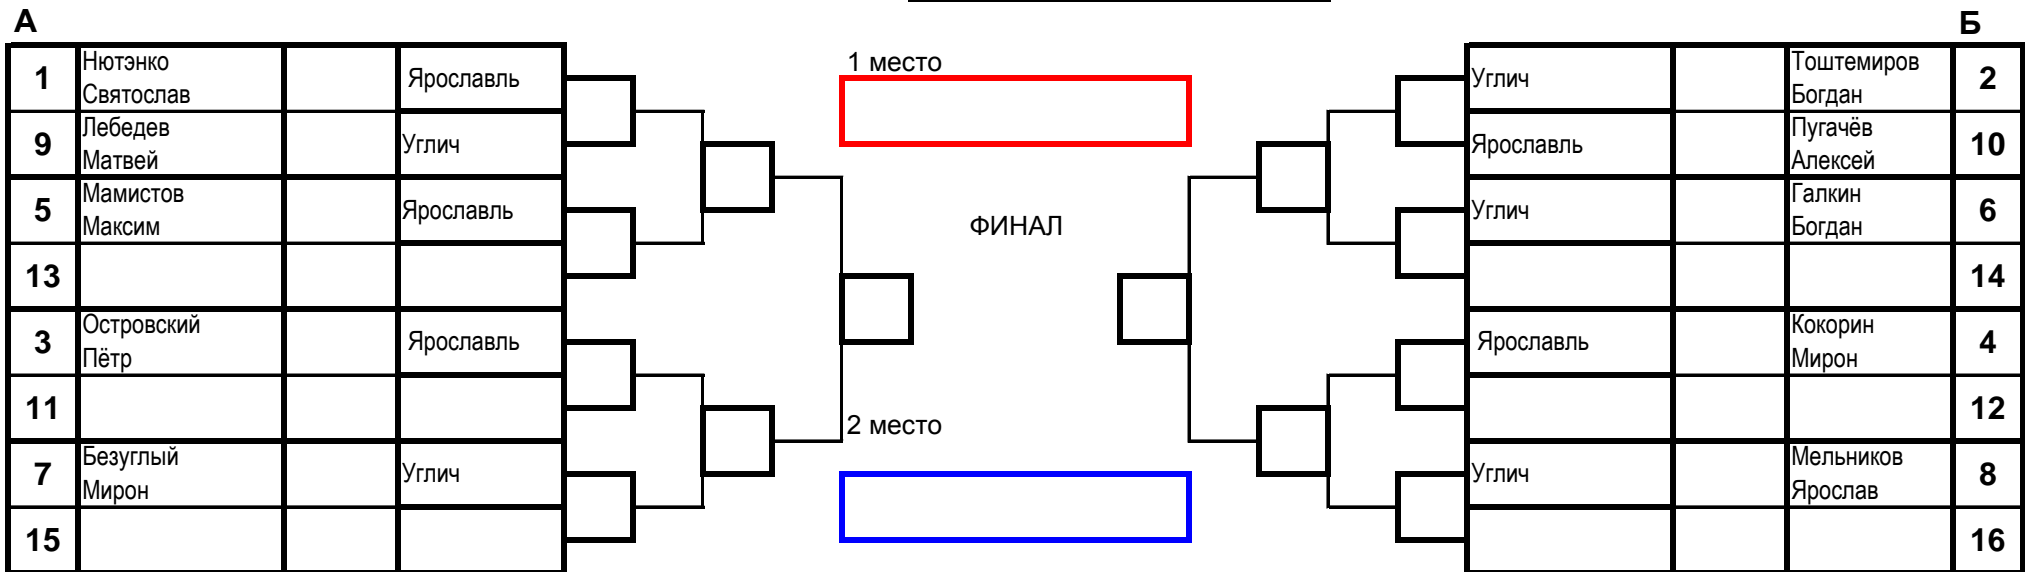 А
Б
1 Нютэнко Ярославль
Святослав
9 Лебедев Углич
Матвей
5 Мамистов Ярославль
Максим
13
3 Островский Ярославль
Пётр
11
7 Безуглый Углич
Мирон
15
1 место
ФИНАЛ
2 место
Углич Тоштемиров 2
Богдан
Ярославль Пугачёв 10
Алексей
Углич Галкин 6
Богдан
14
Ярославль Кокорин 4
Мирон
12
Углич Мельников 8
Ярослав
16